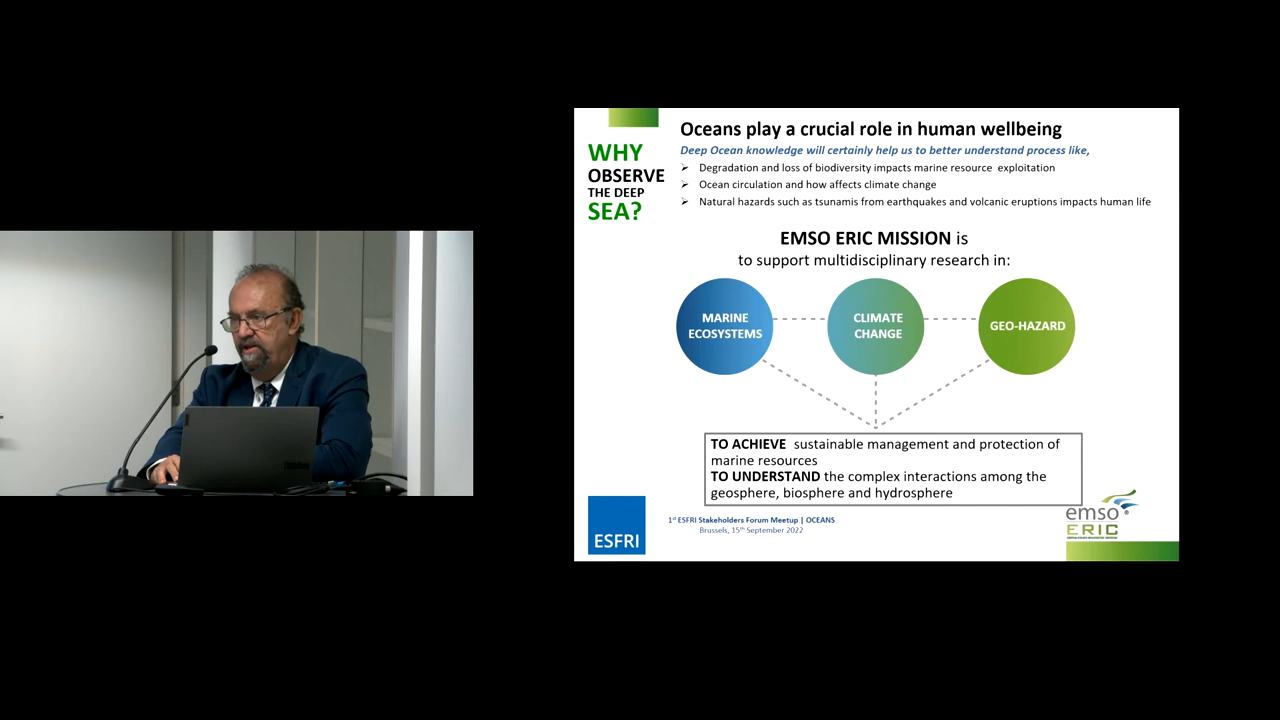 WHY
OBSERVE
THE DEEP
SEA?
Oceans play a crucial role in human wellbeing
Deep Ocean knowledge will certainly help us to better understand process like,
Degradation and loss of biodiversity impacts marine resource exploitation
Ocean circulation and how affects climate change
Natural hazards such as tsunamis from earthquakes and volcanic eruptions impacts human life
EMSO ERIC MISSION is
to support multidisciplinary research in:
MARINE
ECOSYSTEMS
CLIMATE
CHANGE
GEO-HAZARD
TO ACHIEVE sustainable management and protection of
marine resources
TO UNDERSTAND the complex interactions among the
geosphere, biosphere and hydrosphere
ESFRI
1st ESFRI Stakeholders Forum Meetup | OCEANS
Brussels, 15th September 2022
emso
ERIC